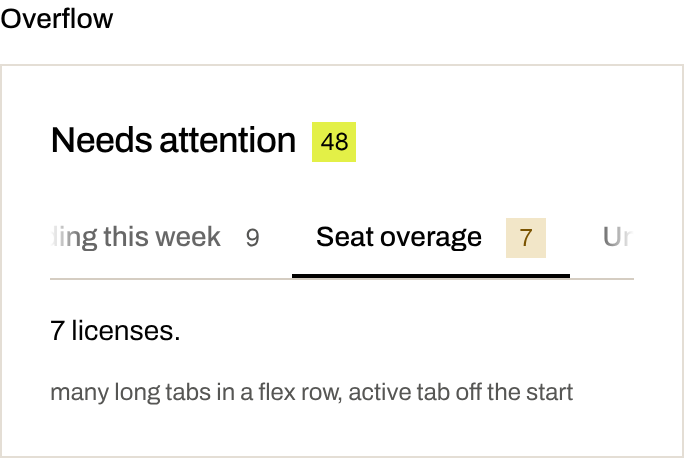 Overflow
Needs attention 48
ding this week 9 Seat overage 7 Un
7 licenses.
many long tabs in a flex row, active tab off the start